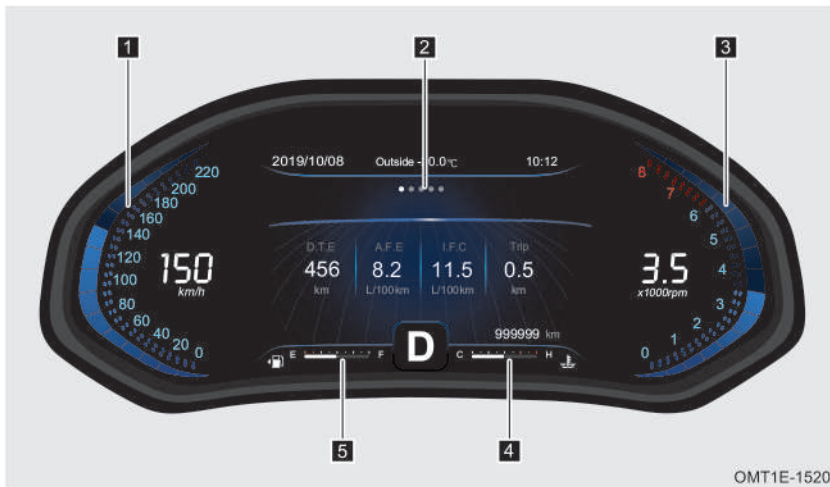 1 2 3
2019/10/08 Outside -10.0℃ 10:12
220
200
180
160
140
120
100
80
60
40
20
0
150
km/h
D.T.E A.F.E I.F.C Trip
456 8.2 11.5 0.5
km L/100km L/100km km
8
7
6
5
4
3
2
1
0
3.5
x1000rpm
999999 km
E F D C H
5 4
OMT1E-1520